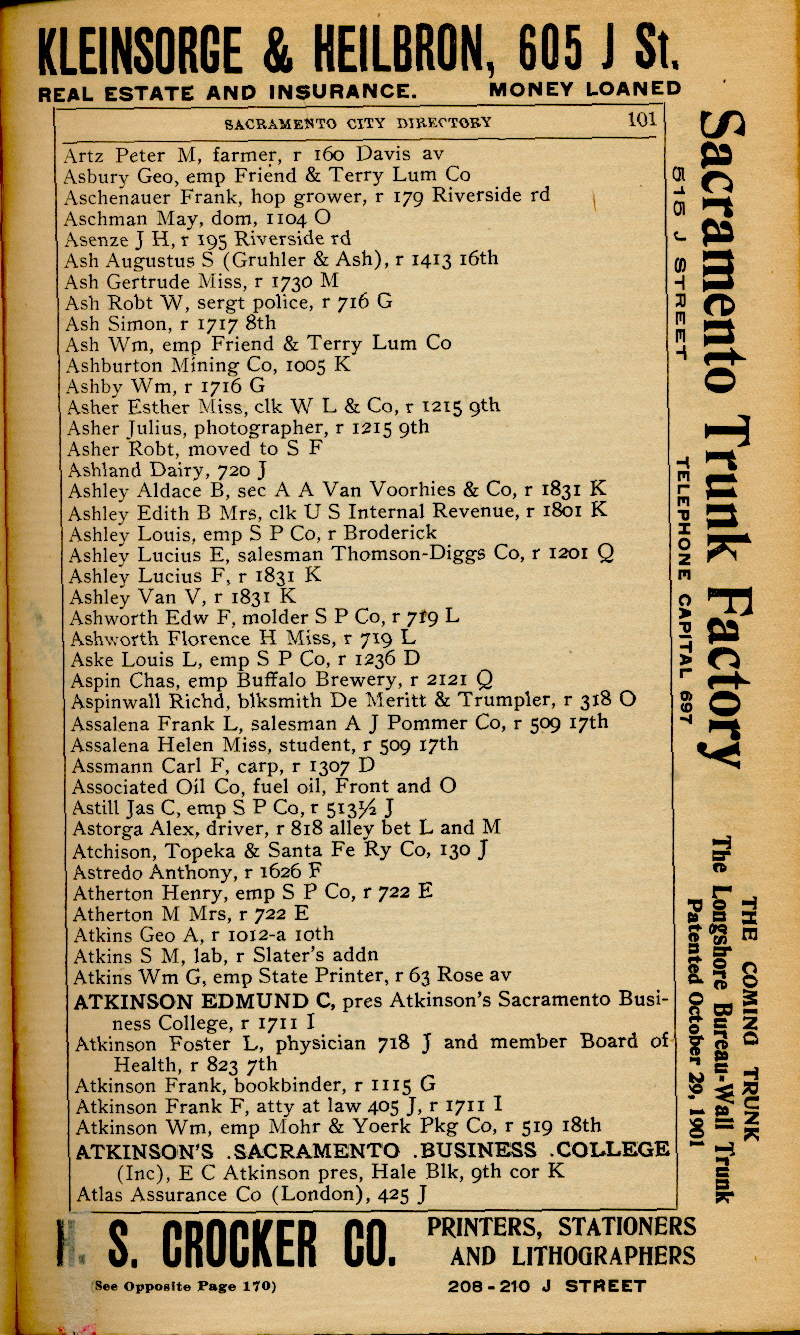 KLEINSORGE & HEILBRON, 605 J St.
REAL ESTATE AND INSURANCE. MONEY LOANED
SACRAMENTO CITY DIRECTORY 101
Artz Peter M, farmer, r 160 Davis av
Asbury Geo, emp Friend & Terry Lum Co
Aschenauer Frank, hop grower, r 179 Riverside rd
Aschman May, dom, 1104 O
Asenze J H, r 195 Riverside rd
Ash Augustus S (Gruhler & Ash), r 1413 16th
Ash Gertrude Miss, r 1730 M
Ash Robt W, sergt police, r 716 G
Ash Simon, r 1717 8th
Ash Wm, emp Friend & Terry Lum Co
Ashburton Mining Co, 1005 K
Ashby Wm, r 1716 G
Asher Esther Miss, clk W L & Co, r 1215 9th
Asher Julius, photographer, r 1215 9th
Asher Robt, moved to S F
Ashland Dairy, 720 J
Ashley Aldace B, sec A A Van Voorhies & Co, r 1831 K
Ashley Edith B Mrs, clk U S Internal Revenue, r 1801 K
Ashley Louis, emp S P Co, r Broderick
Ashley Lucius E, salesman Thomson-Diggs Co, r 1201 Q
Ashley Lucius F, r 1831 K
Ashley Van V, r 1831 K
Ashworth Edw F, molder S P Co, r 719 L
Ashworth Florence H Miss, r 719 L
Aske Louis L, emp S P Co, r 1236 D
Aspin Chas, emp Buffalo Brewery, r 2121 Q
Aspinwall Richd, blksmith De Meritt & Trumpler, r 318 O
Assalena Frank L, salesman A J Pommer Co, r 509 17th
Assalena Helen Miss, student, r 509 17th
Assmann Carl F, carp, r 1307 D
Associated Oil Co, fuel oil, Front and O
Astill Jas C, emp S P Co, r 513½ J
Astorga Alex, driver, r 818 alley bet L and M
Atchison, Topeka & Santa Fe Ry Co, 130 J
Astredo Anthony, r 1626 F
Atherton Henry, emp S P Co, r 722 E
Atherton M Mrs, r 722 E
Atkins Geo A, r 1012-a 10th
Atkins S M, lab, r Slater's addn
Atkins Wm G, emp State Printer, r 63 Rose av
ATKINSON EDMUND C, pres Atkinson's Sacramento Busi-
ness College, r 1711 I
Atkinson Foster L, physician 718 J and member Board of
Health, r 823 7th
Atkinson Frank, bookbinder, r 1115 G
Atkinson Frank F, atty at law 405 J, r 1711 I
Atkinson Wm, emp Mohr & Yoerk Pkg Co, r 519 18th
ATKINSON'S .SACRAMENTO .BUSINESS .COLLEGE
(Inc), E C Atkinson pres, Hale Blk, 9th cor K
Atlas Assurance Co (London), 425 J
Sacramento Trunk Factory
515 J STREET TELEPHONE CAPITAL 697
THE COMING TRUNK
The Longshore Bureau-Wall Trunk
Patented October 29, 1901
H. S. CROCKER CO.
(See Opposite Page 170)
PRINTERS, STATIONERS
AND LITHOGRAPHERS
208-210 J STREET